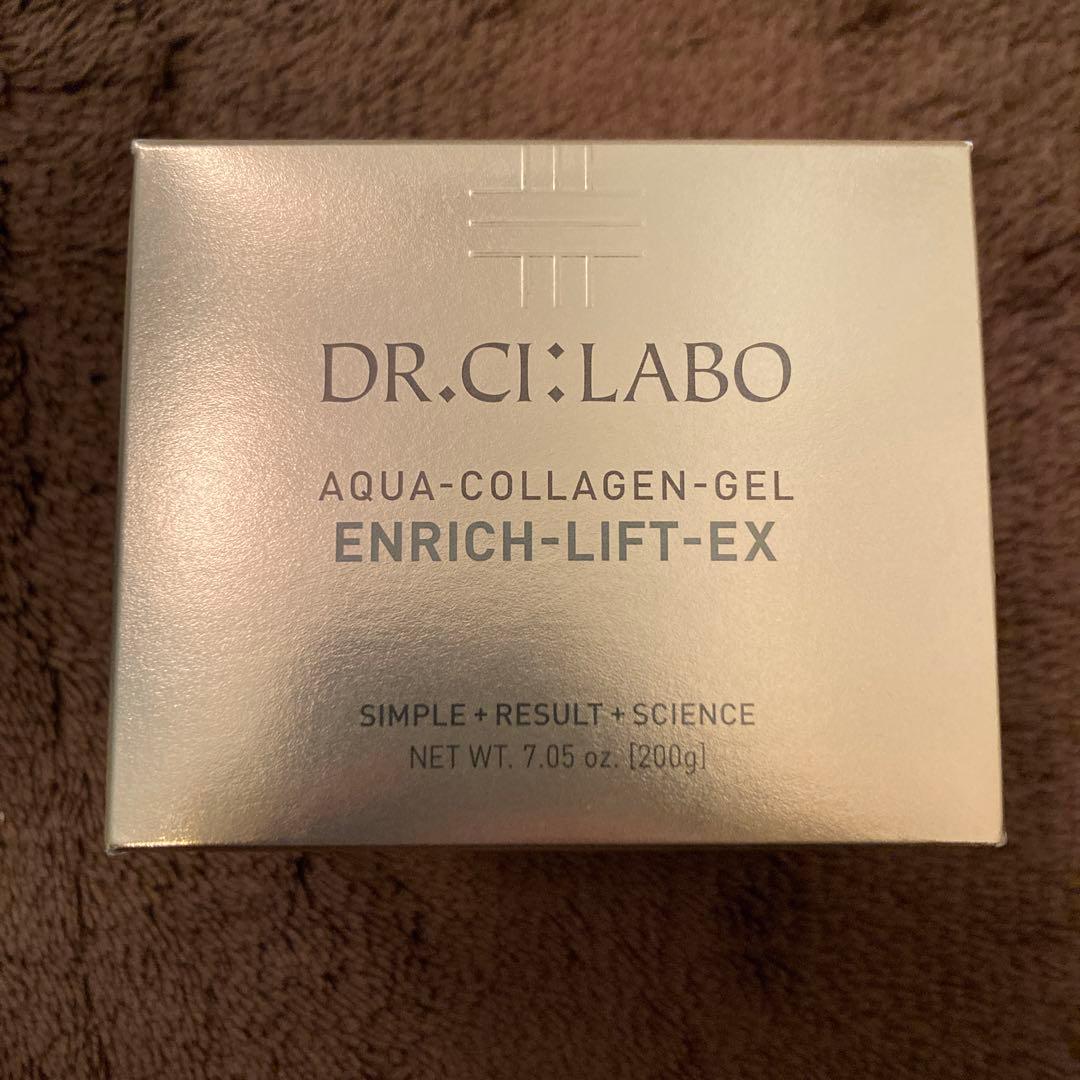 DR.CI:LABO
AQUA-COLLAGEN-GEL
ENRICH-LIFT-EX
SIMPLE + RESULT + SCIENCE
NET WT. 7.05 oz. [200g]